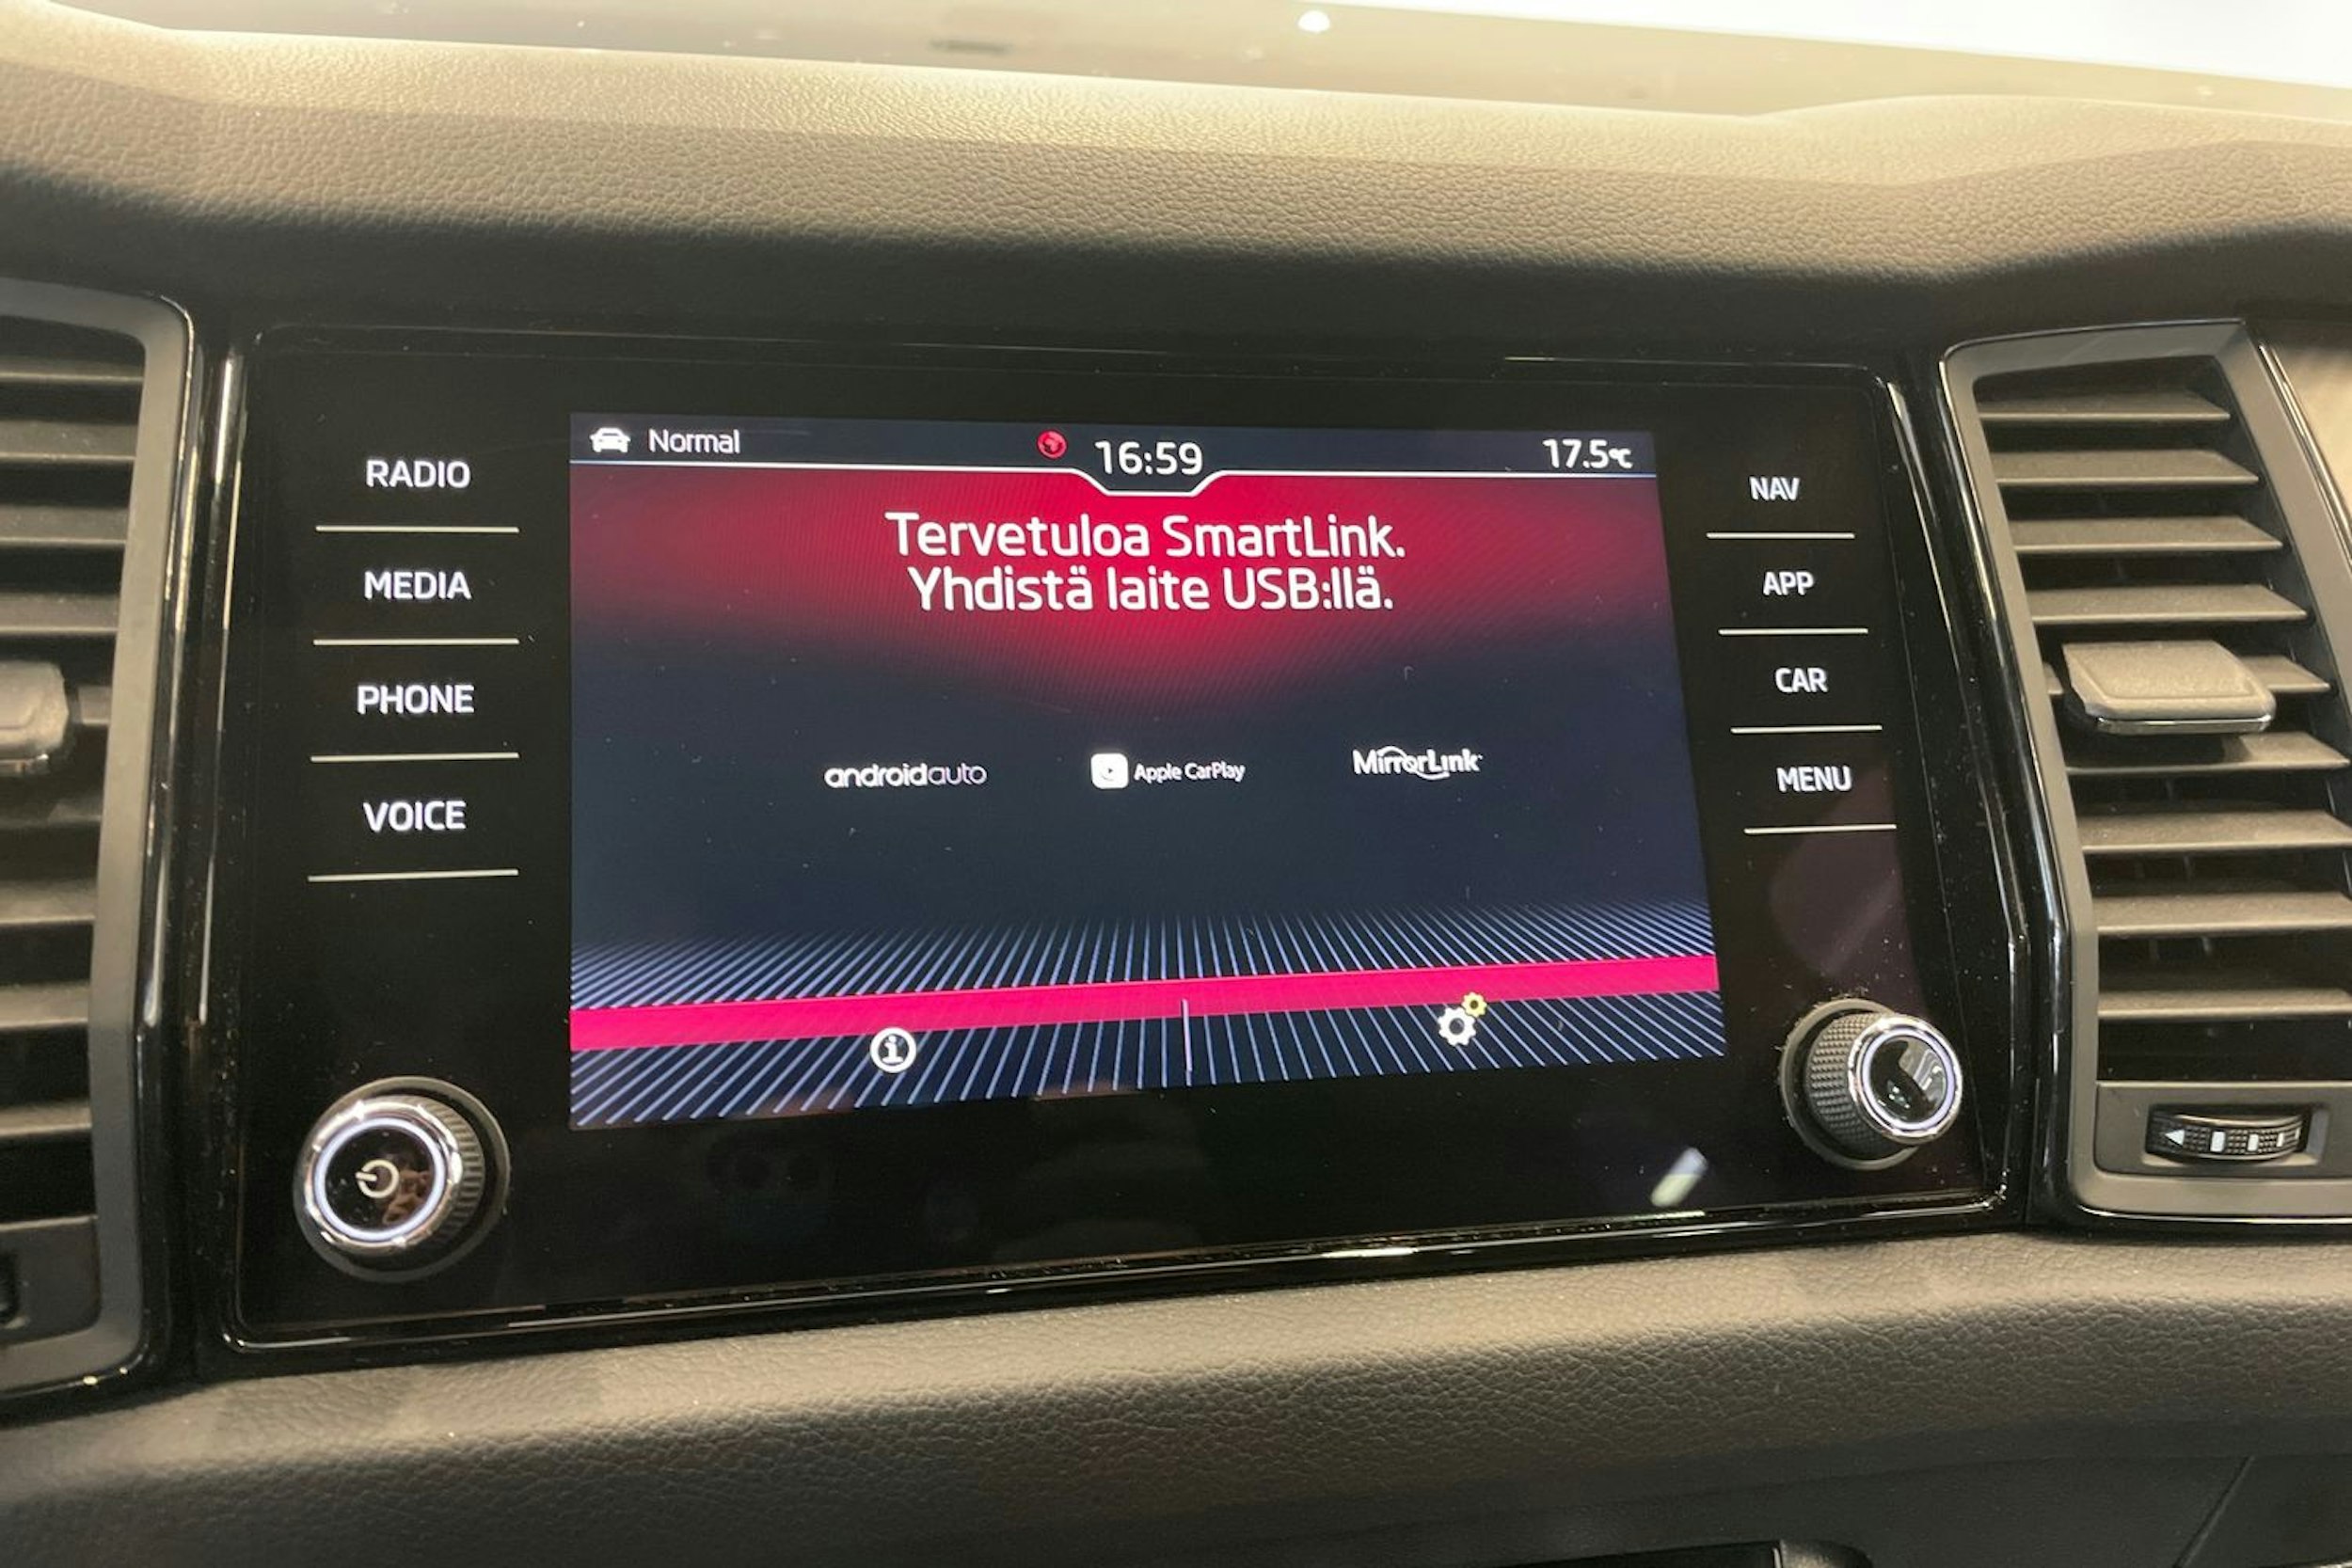 Normal
16:59
17.5°C
RADIO
MEDIA
PHONE
VOICE
Tervetuloa SmartLink.
Yhdistä laite USB:llä.
androidauto
Apple CarPlay
MirrorLink
NAV
APP
CAR
MENU